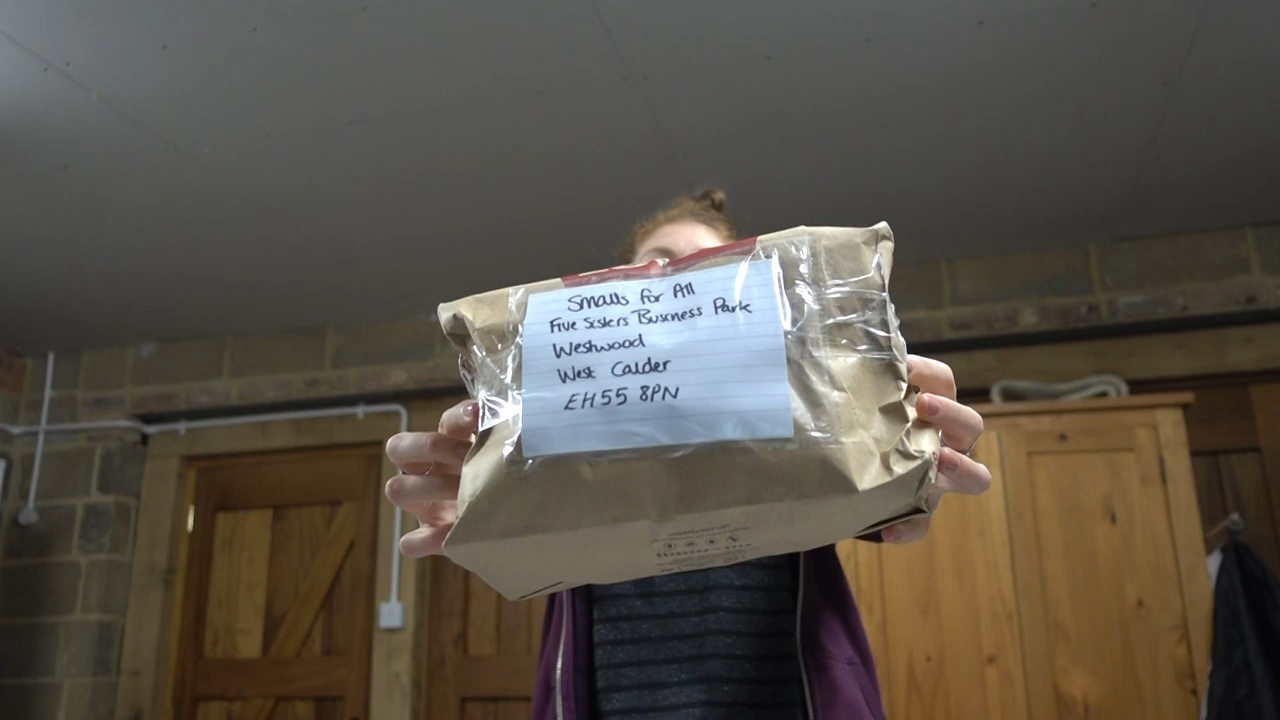 Smalls for All
Five Sisters Business Park
Westwood
West Calder
EH55 8PN